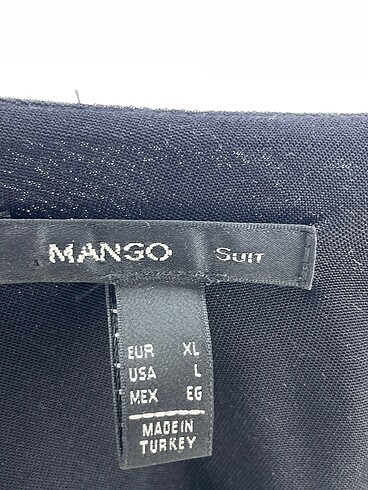 MANGO SUIT
EUR XL
USA L
MEX EG
MADE IN
TURKEY